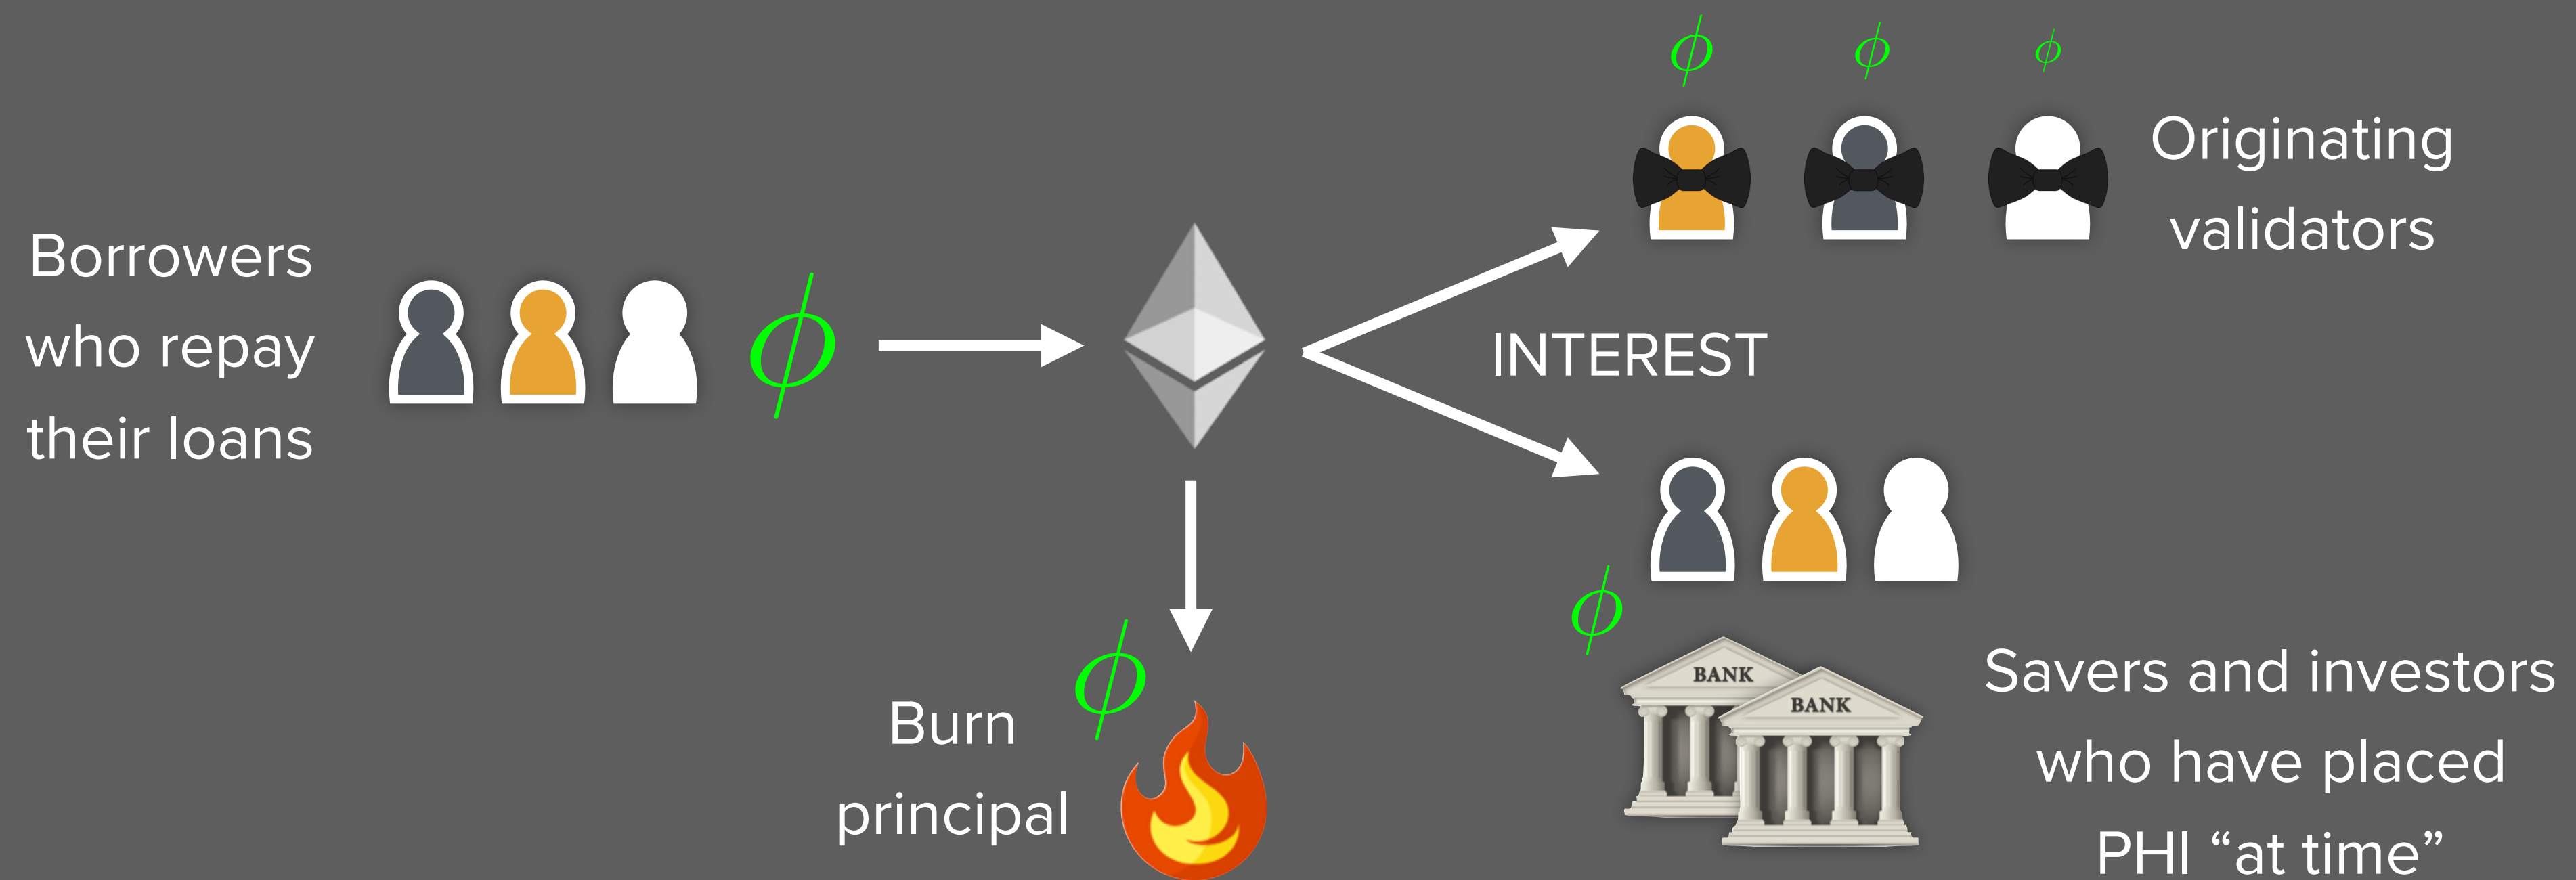 Borrowers
who repay
their loans
ϕ
INTEREST
ϕ
ϕ
ϕ
Originating
validators
ϕ
Burn
principal
ϕ
BANK
BANK
Savers and investors
who have placed
PHI “at time”